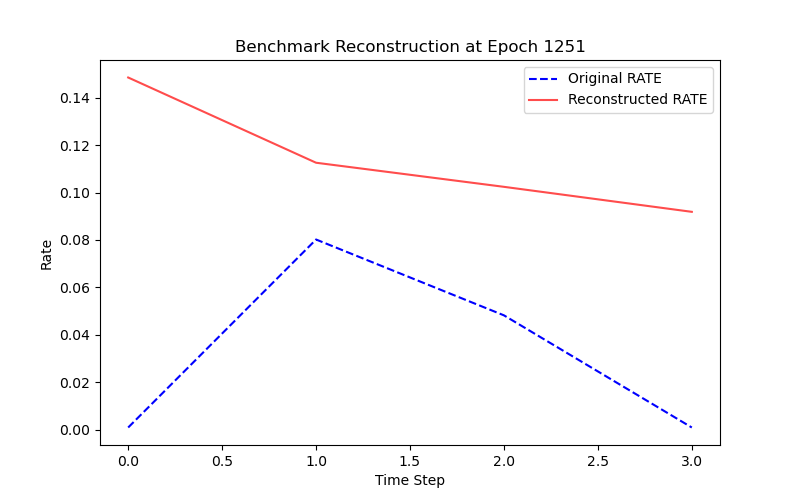 Benchmark Reconstruction at Epoch 1251
Original RATE
Reconstructed RATE
0.14
0.12
0.10
0.08
0.06
0.04
0.02
0.00
Rate
0.0 0.5 1.0 1.5 2.0 2.5 3.0
Time Step